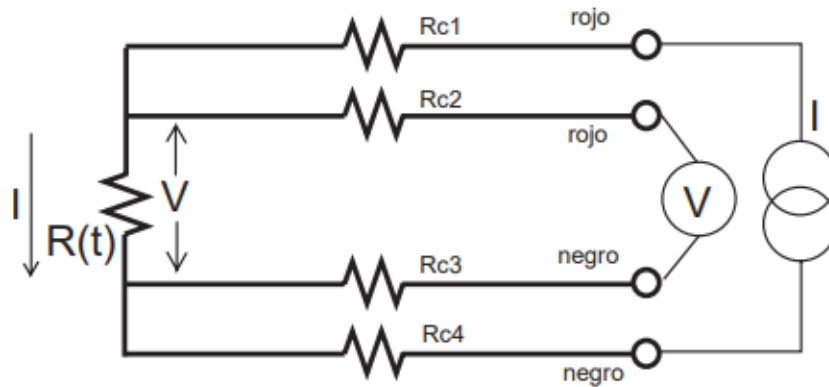 Rc1
rojo
Rc2
rojo
I
I
V
V
R(t)
Rc3
negro
Rc4
negro